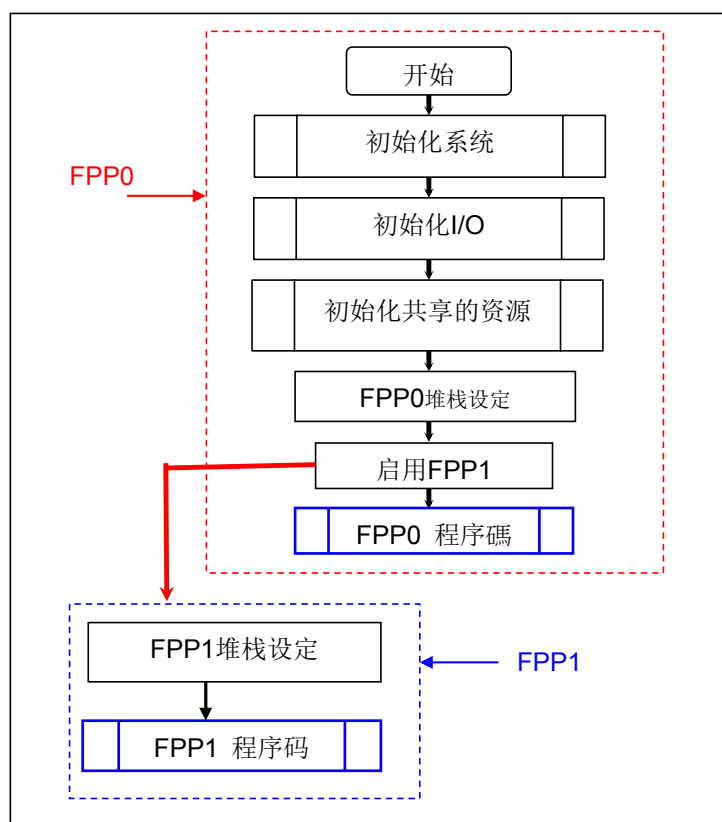 开始
初始化系统
FPP0
初始化I/O
初始化共享的资源
FPP0堆栈设定
启用FPP1
FPP0 程序碼
FPP1堆栈设定
FPP1
FPP1 程序码